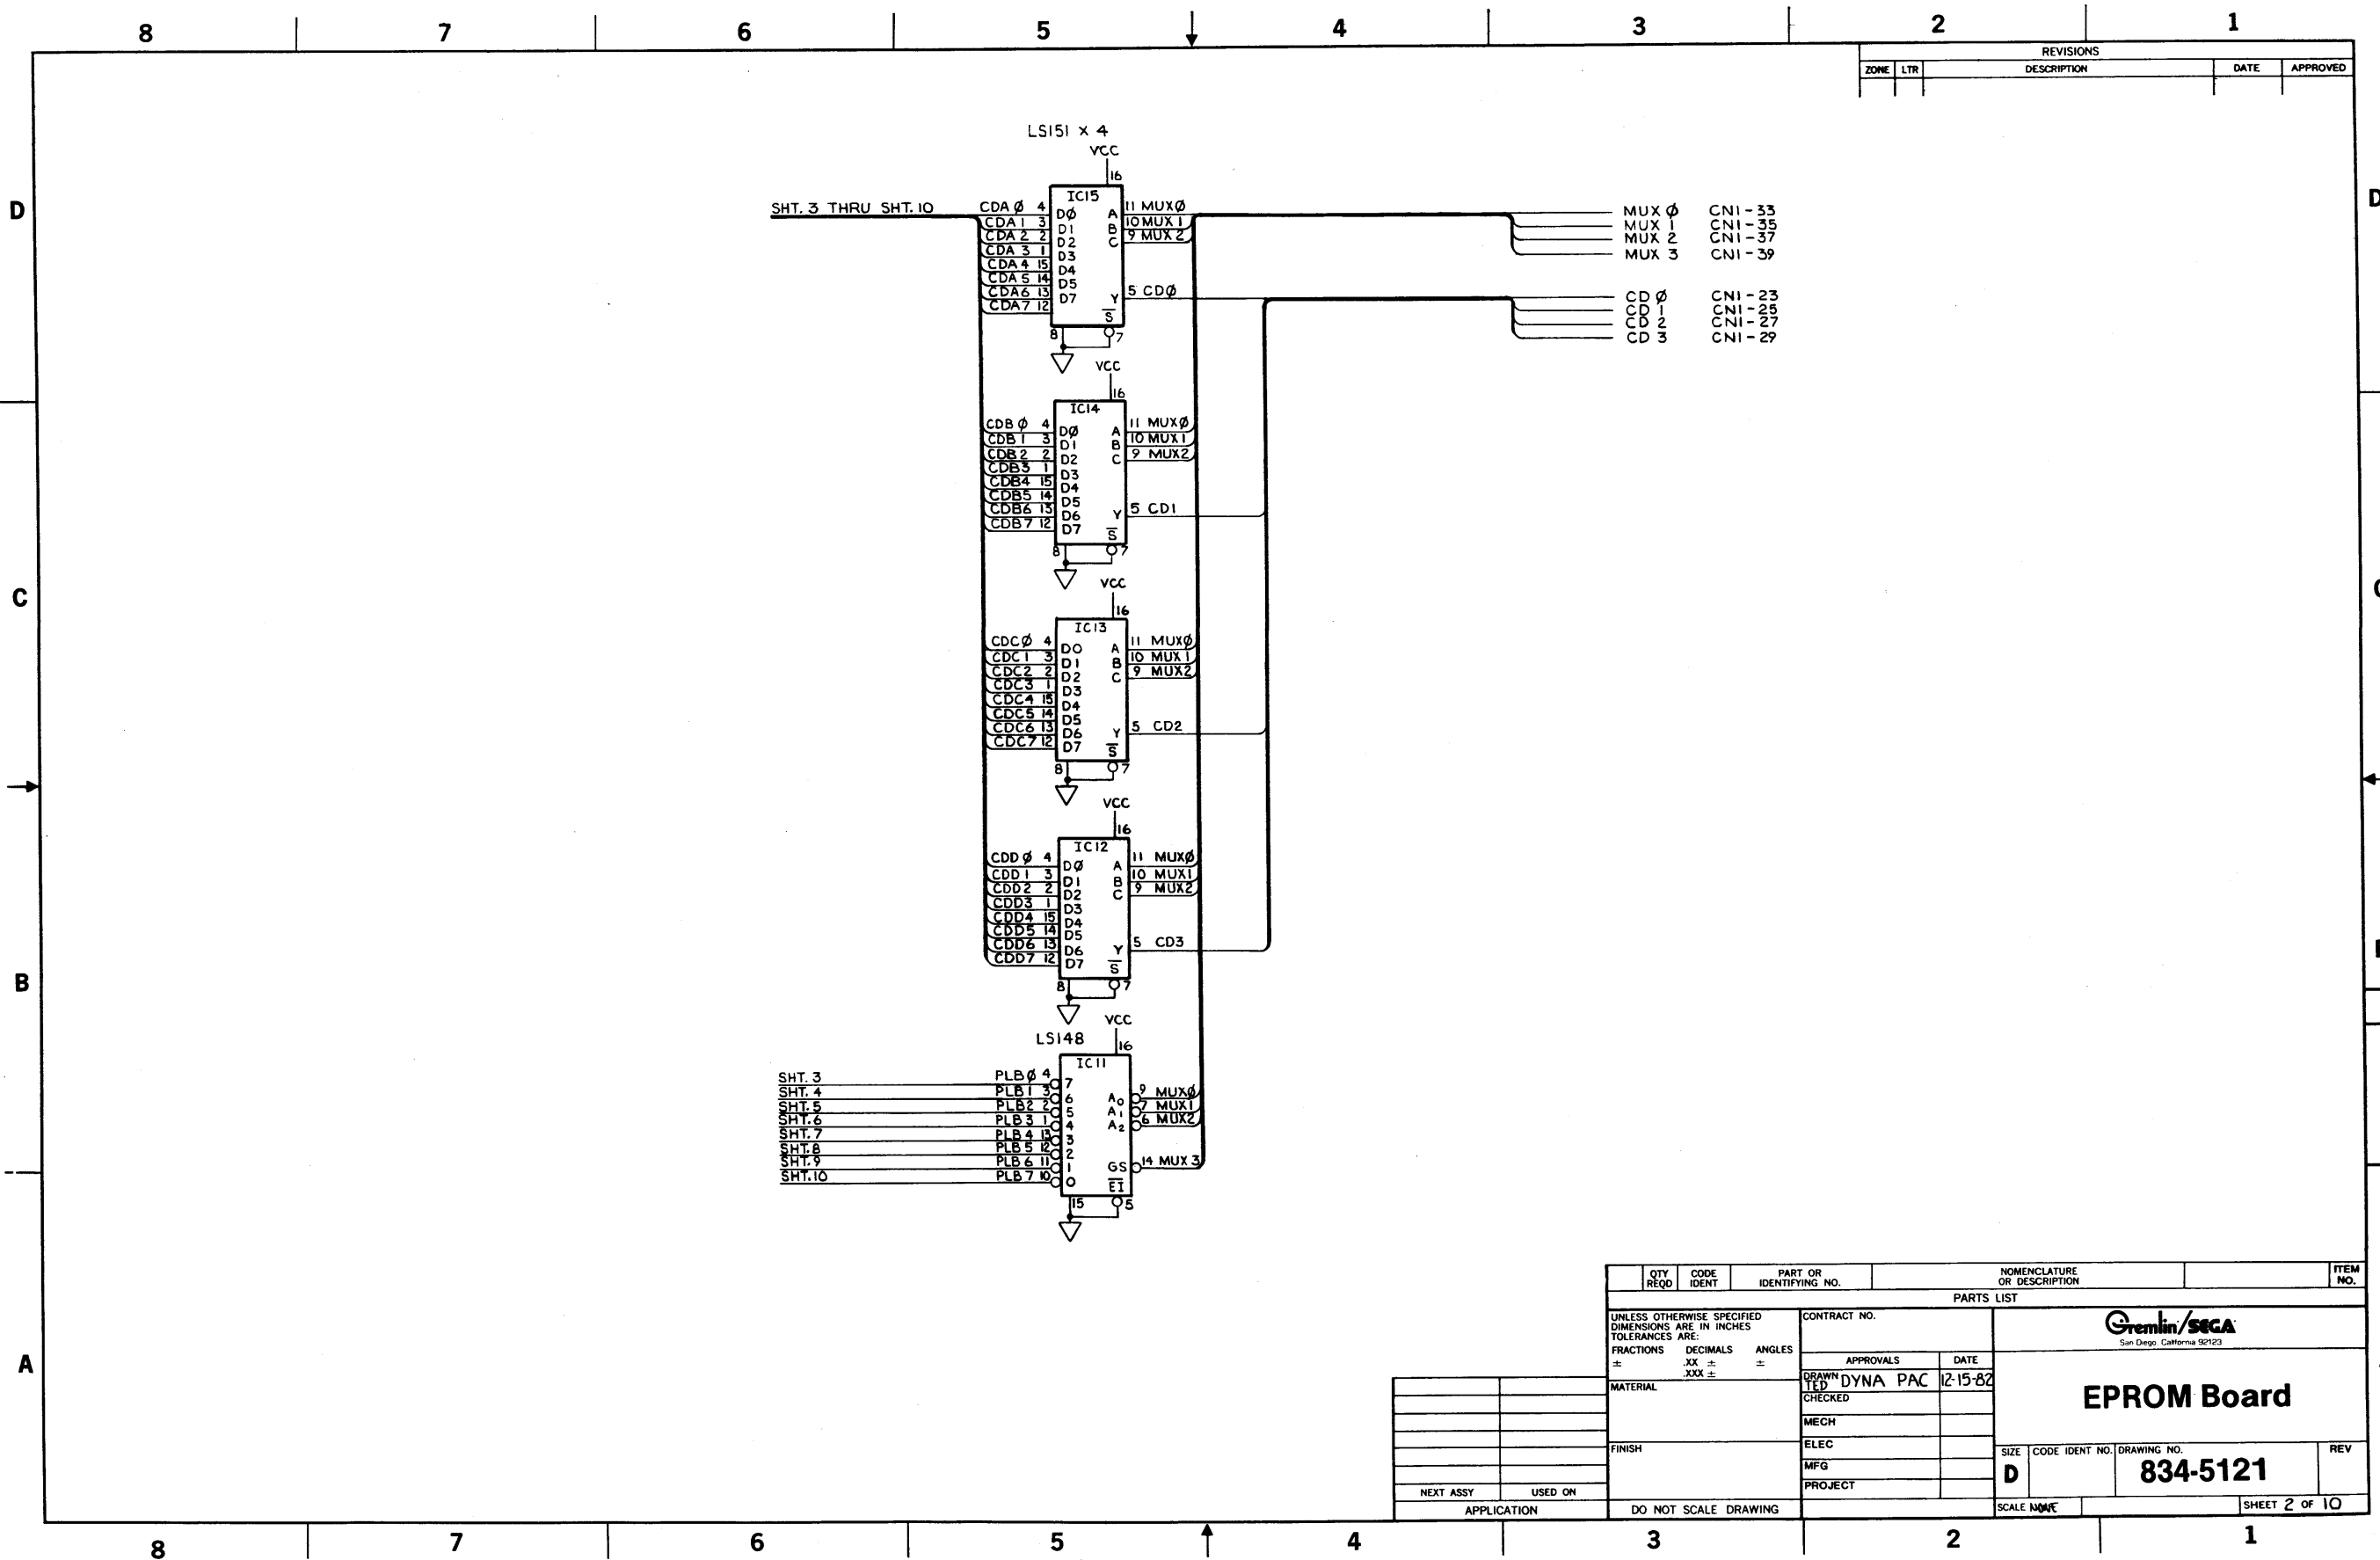 8 7 6 5 4 3 2 1
REVISIONS
ZONE LTR DESCRIPTION DATE APPROVED
D
D
LS151 X 4
VCC
16
IC15
SHT. 3 THRU SHT. 10
CDA Ø 4 DØ A 11 MUXØ
CDA 1 3 D1 B 10 MUX 1
CDA 2 2 D2 C 9 MUX 2
CDA 3 1 D3
CDA 4 15 D4
CDA 5 14 D5
CDA6 13 D6
CDA7 12 D7 Y 5 CDØ
S
8 7
MUX Ø CN1-33
MUX 1 CN1-35
MUX 2 CN1-37
MUX 3 CN1-39
CD Ø CN1-23
CD 1 CN1-25
CD 2 CN1-27
CD 3 CN1-29
VCC
16
IC14
CDB Ø 4 DØ A 11 MUXØ
CDB 1 3 D1 B 10 MUX1
CDB 2 2 D2 C 9 MUX2
CDB3 1 D3
CDB4 15 D4
CDB5 14 D5
CDB6 13 D6 Y 5 CD1
CDB7 12 D7
S
8 7
C
VCC
16
IC13
CDCØ 4 D0 A 11 MUXØ
CDC1 3 D1 B 10 MUX1
CDC2 2 D2 C 9 MUX2
CDC3 1 D3
CDC4 15 D4
CDC5 14 D5
CDC6 13 D6 Y 5 CD2
CDC7 12 D7
S
8 7
VCC
16
IC12
CDD Ø 4 DØ A 11 MUXØ
CDD 1 3 D1 B 10 MUX1
CDD2 2 D2 C 9 MUX2
CDD3 1 D3
CDD4 15 D4
CDD5 14 D5
CDD6 13 D6 Y 5 CD3
CDD7 12 D7
S
8 7
B
VCC
LS148
16
IC11
SHT. 3 PLBØ 4 7
SHT. 4 PLB1 3 6 A0 9 MUXØ
SHT. 5 PLB2 2 5 A1 7 MUX1
SHT. 6 PLB3 1 4 A2 6 MUX2
SHT. 7 PLB4 13 3
SHT. 8 PLB5 12 2
SHT. 9 PLB6 11 1 GS 14 MUX 3
SHT. 10 PLB7 10 0
EI
15 5
A
QTY REQD CODE IDENT PART OR IDENTIFYING NO. NOMENCLATURE OR DESCRIPTION ITEM NO.
PARTS LIST
UNLESS OTHERWISE SPECIFIED
DIMENSIONS ARE IN INCHES
TOLERANCES ARE:
FRACTIONS DECIMALS ANGLES
± .XX ± ±
.XXX ±
MATERIAL
FINISH
DO NOT SCALE DRAWING
CONTRACT NO.
APPROVALS DATE
DRAWN TED DYNA PAC 12-15-82
CHECKED
MECH
ELEC
MFG
PROJECT
Gremlin/SEGA
San Diego, California 92123
EPROM Board
SIZE D
CODE IDENT NO.
DRAWING NO. 834-5121
REV
SCALE NONE
SHEET 2 OF 10
NEXT ASSY USED ON
APPLICATION
8 7 6 5 4 3 2 1